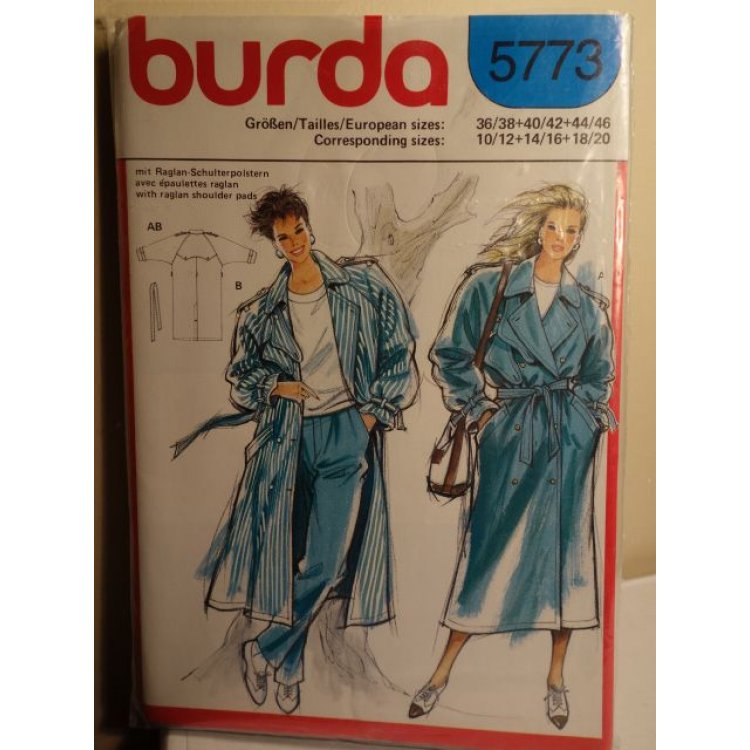 burda
5773
Größen/Tailles/European sizes: 36/38+40/42+44/46
Corresponding sizes: 10/12+14/16+18/20
mit Raglan-Schulterpolstern
avec épaulettes raglan
with raglan shoulder pads
AB
B
A